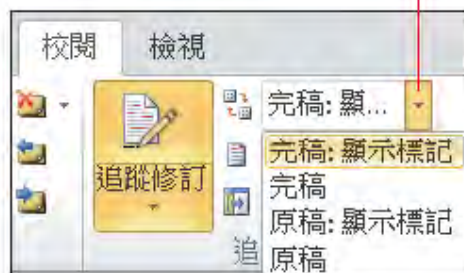 校閱 檢視
完稿: 顯...
追蹤修訂
完稿: 顯示標記
完稿
原稿: 顯示標記
追
原稿